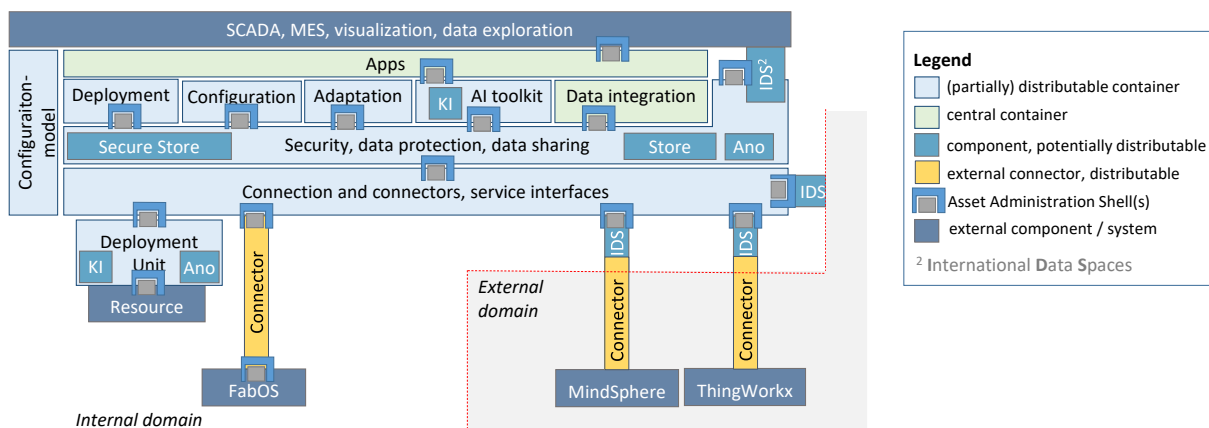 SCADA, MES, visualization, data exploration
Configuraiton-
model
Apps
IDS2
Deployment
Configuration
Adaptation
KI
AI toolkit
Data integration
Secure Store
Security, data protection, data sharing
Store
Ano
Connection and connectors, service interfaces
IDS
Deployment
Unit
KI
Ano
Resource
Connector
FabOS
Internal domain
External
domain
IDS
Connector
MindSphere
IDS
Connector
ThingWorkx
Legend
(partially) distributable container
central container
component, potentially distributable
external connector, distributable
Asset Administration Shell(s)
external component / system
2 International Data Spaces